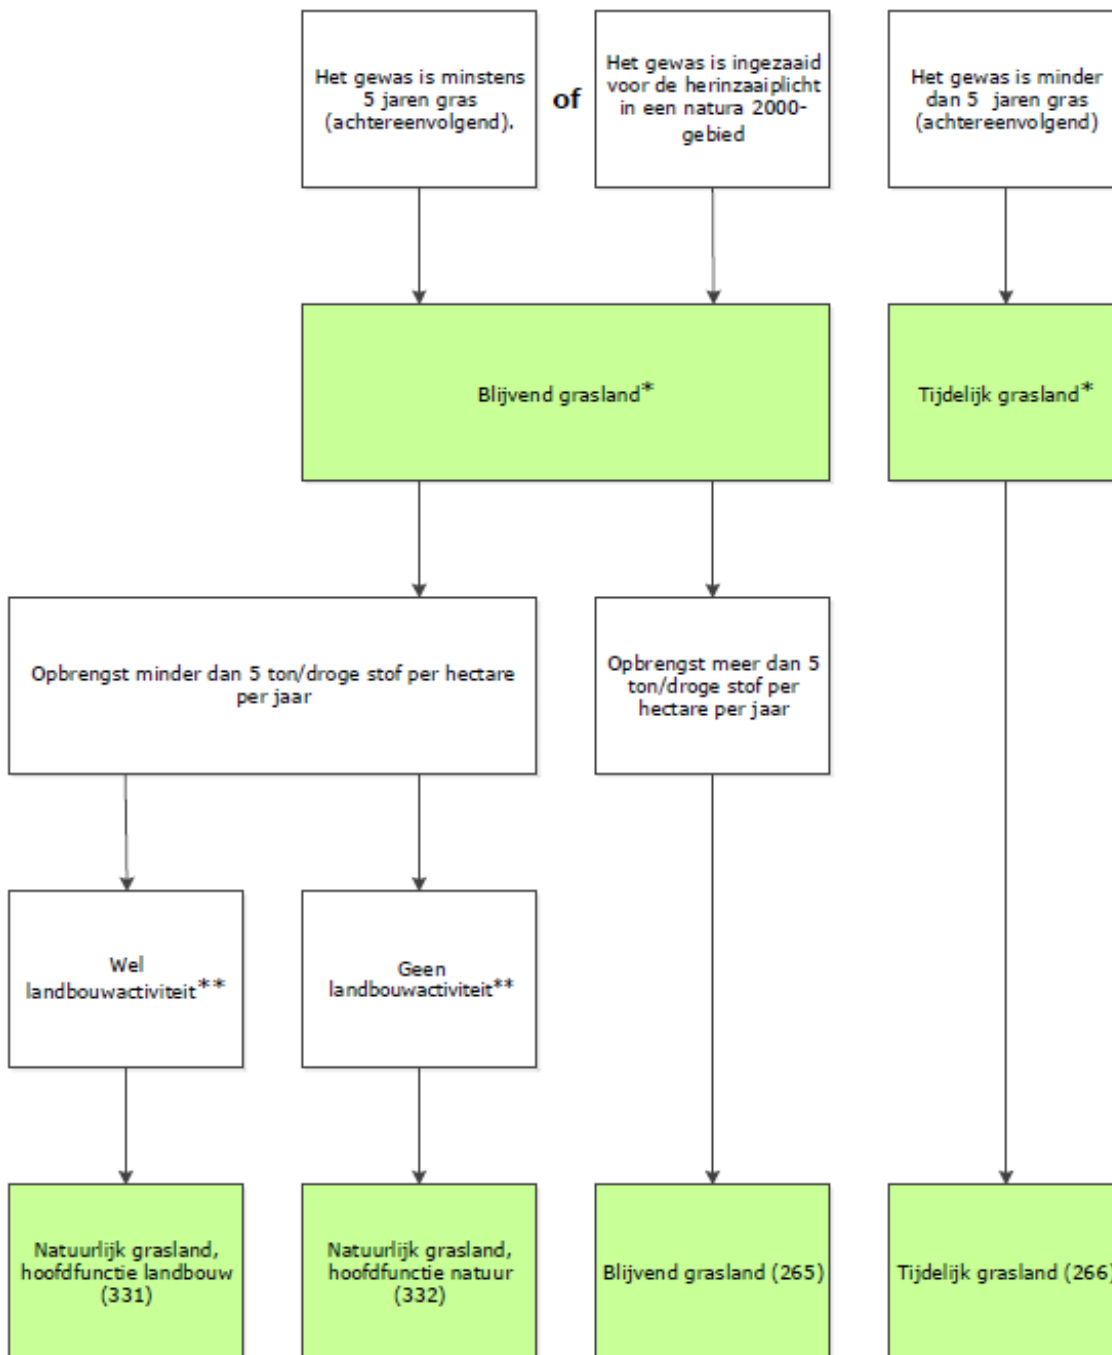 Het gewas is minstens
5 jaren gras
(achtereenvolgend).
of
Het gewas is ingezaaid
voor de herinzaaiplicht
in een natura 2000-
gebied
Het gewas is minder
dan 5 jaren gras
(achtereenvolgend)
Blijvend grasland*
Tijdelijk grasland*
Opbrengst minder dan 5 ton/droge stof per hectare
per jaar
Opbrengst meer dan 5
ton/droge stof per
hectare per jaar
Wel
landbouwactiviteit**
Geen
landbouwactiviteit**
Natuurlijk grasland,
hoofdfunctie landbouw
(331)
Natuurlijk grasland,
hoofdfunctie natuur
(332)
Blijvend grasland (265)
Tijdelijk grasland (266)